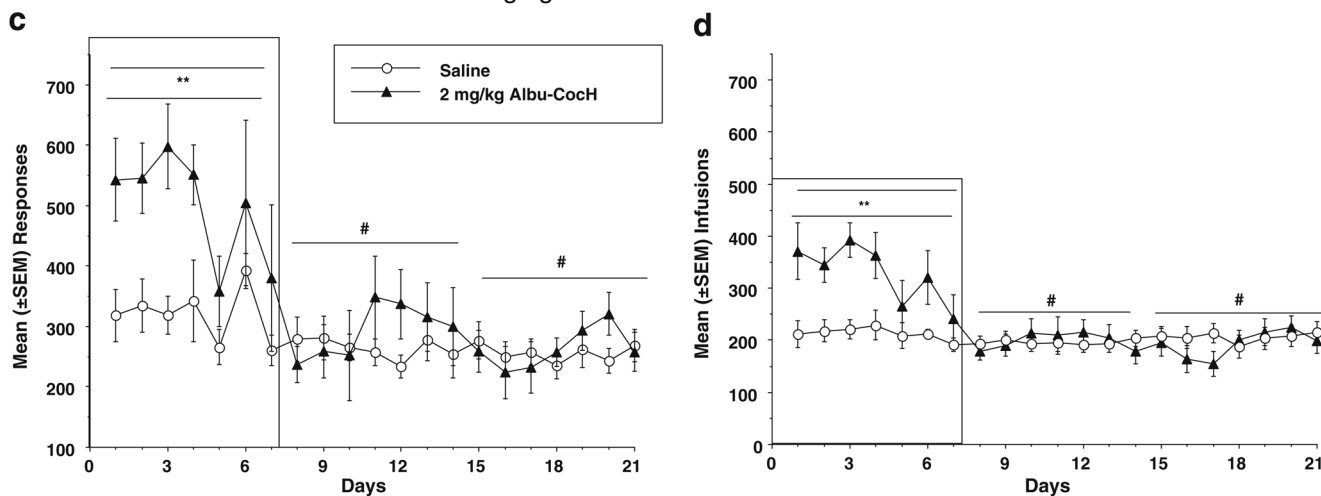 c
Mean (±SEM) Responses
700
600
500
400
300
200
100
**
Saline
2 mg/kg Albu-CocH
#
#
0 3 6 9 12 15 18 21
Days
d
Mean (±SEM) Infusions
700
600
500
400
300
200
100
0
**
#
#
0 3 6 9 12 15 18 21
Days